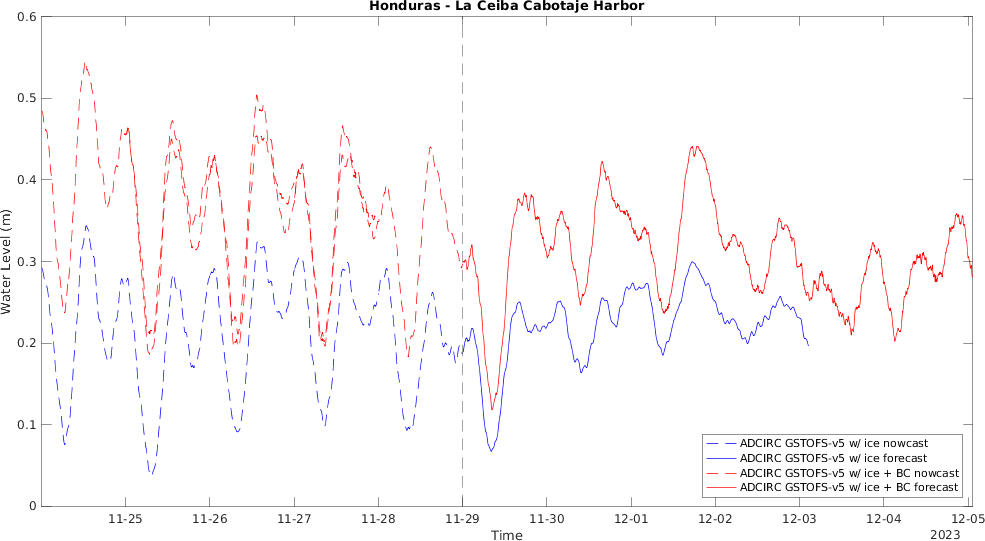 Honduras - La Ceiba Cabotaje Harbor
0.6
0.5
0.4
0.3
0.2
0.1
0
Water Level (m)
11-25
11-26
11-27
11-28
11-29
11-30
12-01
12-02
12-03
12-04
12-05
2023
Time
ADCIRC GSTOFS-v5 w/ ice nowcast
ADCIRC GSTOFS-v5 w/ ice forecast
ADCIRC GSTOFS-v5 w/ ice + BC nowcast
ADCIRC GSTOFS-v5 w/ ice + BC forecast